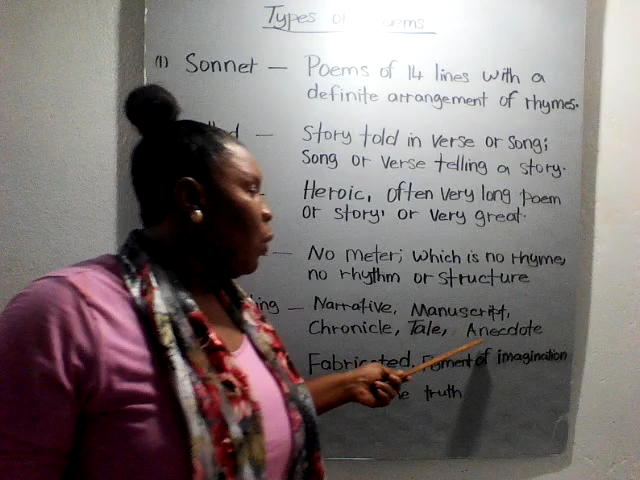 Types of
(1) Sonnet – Poems of 14 lines with a
definite arrangement of rhymes.
– Story told in verse or song;
Song or verse telling a story.
Heroic, often very long poem
or story, or very great.
– No meter; which is no rhyme,
no rhythm or structure
– Narrative, Manuscript,
Chronicle, Tale, Anecdote
Fabricated, Figment of imagination
truth